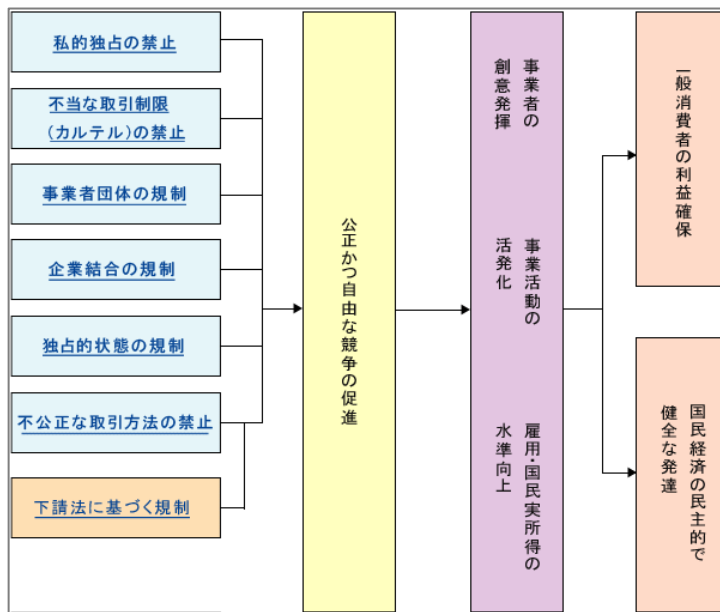 私的独占の禁止
不当な取引制限
(カルテル)の禁止
事業者団体の規制
企業結合の規制
独占的状態の規制
不公正な取引方法の禁止
下請法に基づく規制
公正かつ自由な競争の促進
事業者の
創意発揮
事業活動の
活発化
雇用・国民実所得の
水準向上
一般消費者の利益確保
国民経済の民主的で
健全な発達